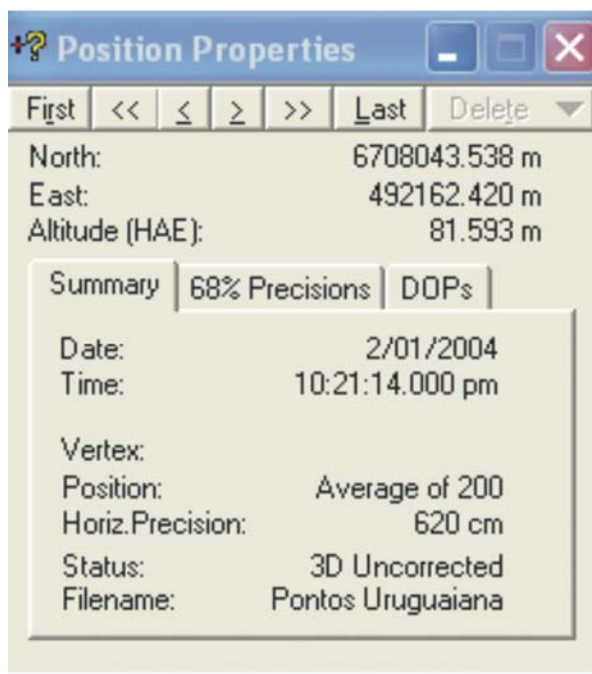 Position Properties
First << < > >> Last Delete
North: 6708043.538 m
East: 492162.420 m
Altitude (HAE): 81.593 m
Summary 68% Precisions DOPs
Date: 2/01/2004
Time: 10:21:14.000 pm
Vertex:
Position: Average of 200
Horiz.Precision: 620 cm
Status: 3D Uncorrected
Filename: Pontos Uruguaiana